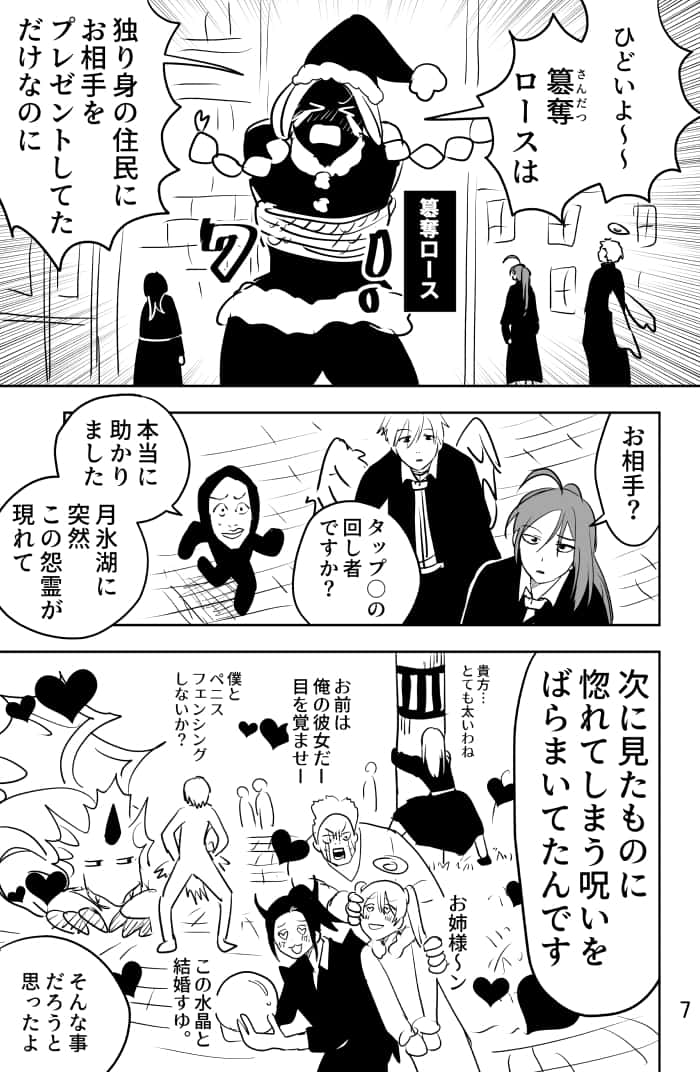 ひどいよ〜〜
簒奪
さんだつ
ロースは
独り身の住民に
お相手を
プレゼントしてた
だけなのに
簒奪ロース
クロ。
お相手？
タップ〇の
回し者
ですか？
本当に
助かり
ました
月氷湖に
突然
この怨霊が
現れて
次に見たものに
惚れてしまう呪いを
ばらまいてたんです
貴方…
とても太いわね
お前は
俺の彼女だー
目を覚ませー
僕と
ペニス
フェンシング
しないか？
お姉様〜ン
この水晶と
結婚すゆ。
そんな事
だろうと
思ったよ
7